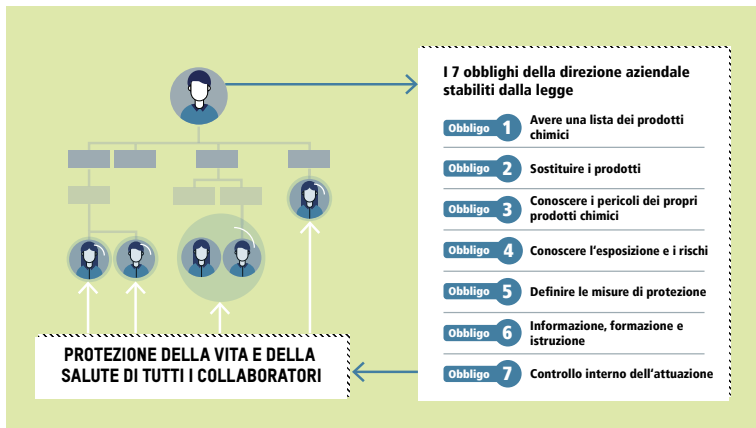 I 7 obblighi della direzione aziendale
stabiliti dalla legge
Obbligo 1 Avere una lista dei prodotti
chimici
Obbligo 2 Sostituire i prodotti
Obbligo 3 Conoscere i pericoli dei propri
prodotti chimici
Obbligo 4 Conoscere l'esposizione e i rischi
Obbligo 5 Definire le misure di protezione
Obbligo 6 Informazione, formazione e
istruzione
Obbligo 7 Controllo interno dell'attuazione
PROTEZIONE DELLA VITA E DELLA
SALUTE DI TUTTI I COLLABORATORI